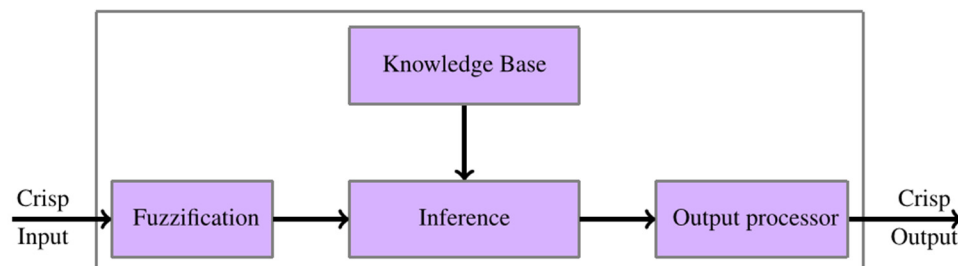 Knowledge Base
Crisp
Input
Fuzzification
Inference
Output processor
Crisp
Output